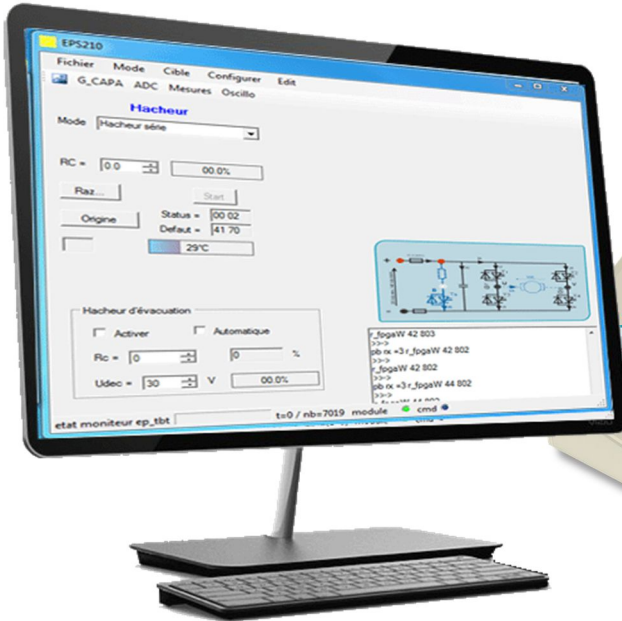 EPS210
Fichier Mode Cible Configurer Edit
G_CAPA ADC Mesures Oscillo
Hacheur
Mode Hacheur série
RC = 0.0 00.0%
Raz... Start
Origine Status = 00 02
Defaut = 41 70
29°C
Hacheur d'évacuation
Activer Automatique
Rc = 0 0 %
Udec = 30 V 00.0%
r_fpgaW 42 803
>>->
pb rx =3 r_fpgaW 42 802
>>->
r_fpgaW 42 802
>>->
pb rx =3 r_fpgaW 44 802
>>->
etat moniteur ep_tbt t=0 / nb=7019 module cmd